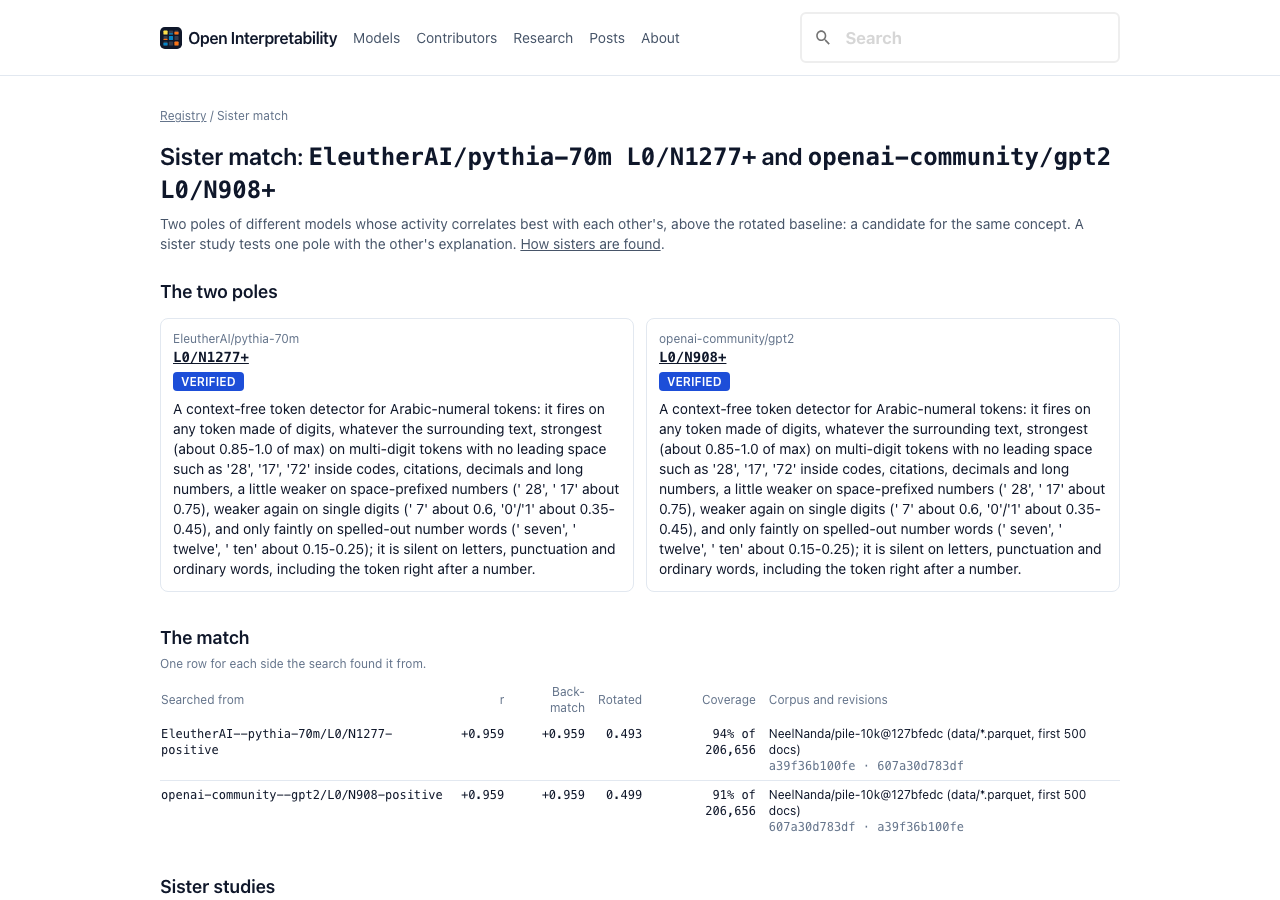 Open Interpretability Models Contributors Research Posts About Search
Registry / Sister match
Sister match: EleutherAI/pythia-70m L0/N1277+ and openai-community/gpt2
L0/N908+
Two poles of different models whose activity correlates best with each other's, above the rotated baseline: a candidate for the same concept. A
sister study tests one pole with the other's explanation. How sisters are found.
The two poles
EleutherAI/pythia-70m
L0/N1277+
VERIFIED
A context-free token detector for Arabic-numeral tokens: it fires on
any token made of digits, whatever the surrounding text, strongest
(about 0.85-1.0 of max) on multi-digit tokens with no leading space
such as '28', '17', '72' inside codes, citations, decimals and long
numbers, a little weaker on space-prefixed numbers (' 28', ' 17' about
0.75), weaker again on single digits (' 7' about 0.6, '0'/'1' about 0.35-
0.45), and only faintly on spelled-out number words (' seven', '
twelve', ' ten' about 0.15-0.25); it is silent on letters, punctuation and
ordinary words, including the token right after a number.
openai-community/gpt2
L0/N908+
VERIFIED
A context-free token detector for Arabic-numeral tokens: it fires on
any token made of digits, whatever the surrounding text, strongest
(about 0.85-1.0 of max) on multi-digit tokens with no leading space
such as '28', '17', '72' inside codes, citations, decimals and long
numbers, a little weaker on space-prefixed numbers (' 28', ' 17' about
0.75), weaker again on single digits (' 7' about 0.6, '0'/'1' about 0.35-
0.45), and only faintly on spelled-out number words (' seven', '
twelve', ' ten' about 0.15-0.25); it is silent on letters, punctuation and
ordinary words, including the token right after a number.
The match
One row for each side the search found it from.
Searched from r Back-match Rotated Coverage Corpus and revisions
EleutherAI--pythia-70m/L0/N1277- +0.959 +0.959 0.493 94% of NeelNanda/pile-10k@127bfedc (data/*.parquet, first 500
positive 206,656 docs)
a39f36b100fe · 607a30d783df
openai-community--gpt2/L0/N908-positive +0.959 +0.959 0.499 91% of NeelNanda/pile-10k@127bfedc (data/*.parquet, first 500
206,656 docs)
607a30d783df · a39f36b100fe
Sister studies